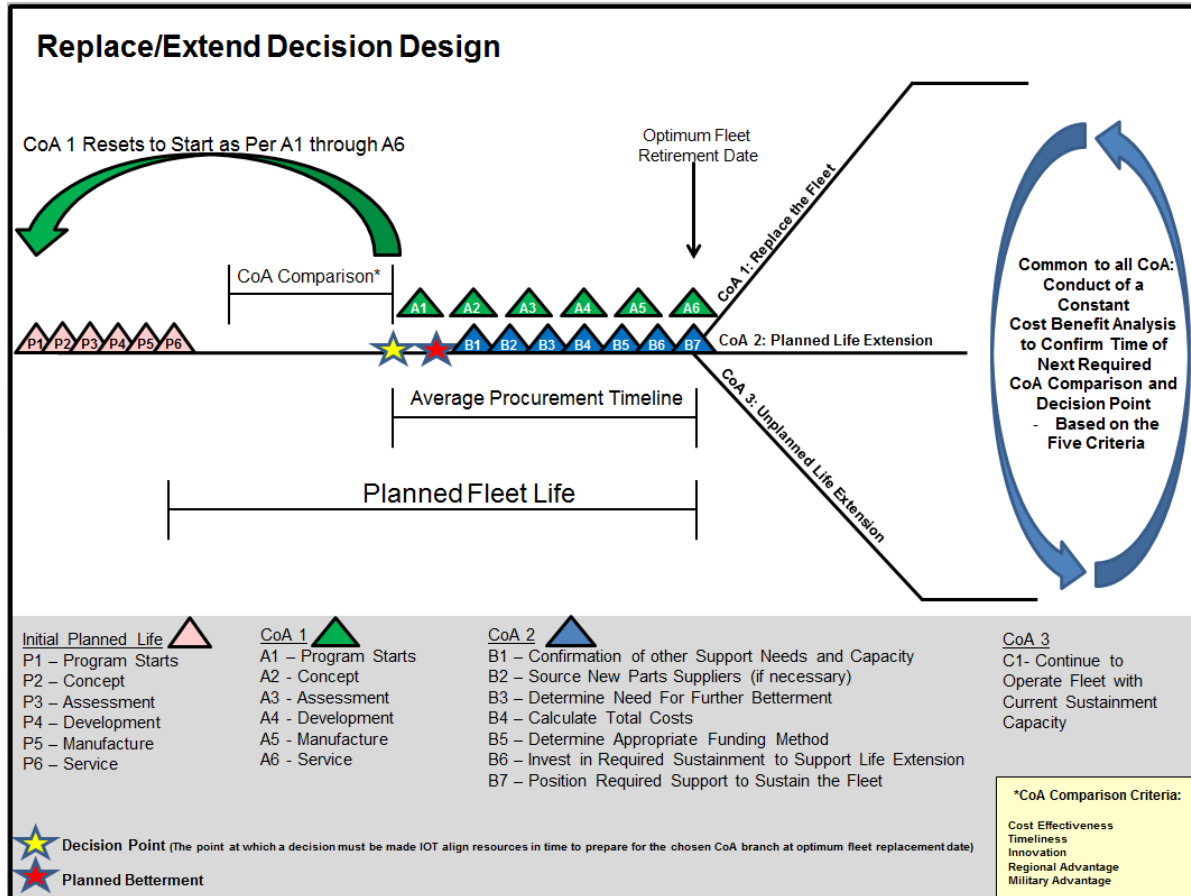 Replace/Extend Decision Design
CoA 1 Resets to Start as Per A1 through A6
Optimum Fleet
Retirement Date
CoA Comparison*
A1 A2 A3 A4 A5 A6
P1 P2 P3 P4 P5 P6
B1 B2 B3 B4 B5 B6 B7
CoA 1: Replace the Fleet
CoA 2: Planned Life Extension
CoA 3: Unplanned Life Extension
Average Procurement Timeline
Planned Fleet Life
Common to all CoA:
Conduct of a
Constant
Cost Benefit Analysis
to Confirm Time of
Next Required
CoA Comparison and
Decision Point
- Based on the
Five Criteria
Initial Planned Life
P1 – Program Starts
P2 – Concept
P3 – Assessment
P4 – Development
P5 – Manufacture
P6 – Service
CoA 1
A1 – Program Starts
A2 - Concept
A3 - Assessment
A4 - Development
A5 - Manufacture
A6 - Service
CoA 2
B1 – Confirmation of other Support Needs and Capacity
B2 – Source New Parts Suppliers (if necessary)
B3 – Determine Need For Further Betterment
B4 – Calculate Total Costs
B5 – Determine Appropriate Funding Method
B6 – Invest in Required Sustainment to Support Life Extension
B7 – Position Required Support to Sustain the Fleet
CoA 3
C1- Continue to
Operate Fleet with
Current Sustainment
Capacity
*CoA Comparison Criteria:
Cost Effectiveness
Timeliness
Innovation
Regional Advantage
Military Advantage
Decision Point (The point at which a decision must be made IOT align resources in time to prepare for the chosen CoA branch at optimum fleet replacement date)
Planned Betterment